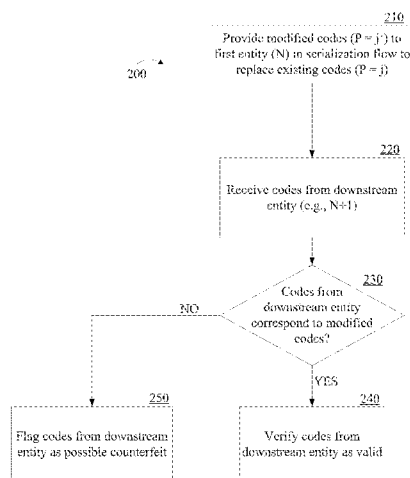 210
Provide modified codes (P = j') to
first entity (N) in serialization flow to
replace existing codes (P = j)
200
220
Receive codes from downstream
entity (e.g., N+1)
230
Codes from
downstream entity
correspond to modified
codes?
NO
YES
250
Flag codes from downstream
entity as possible counterfeit
240
Verify codes from
downstream entity as valid